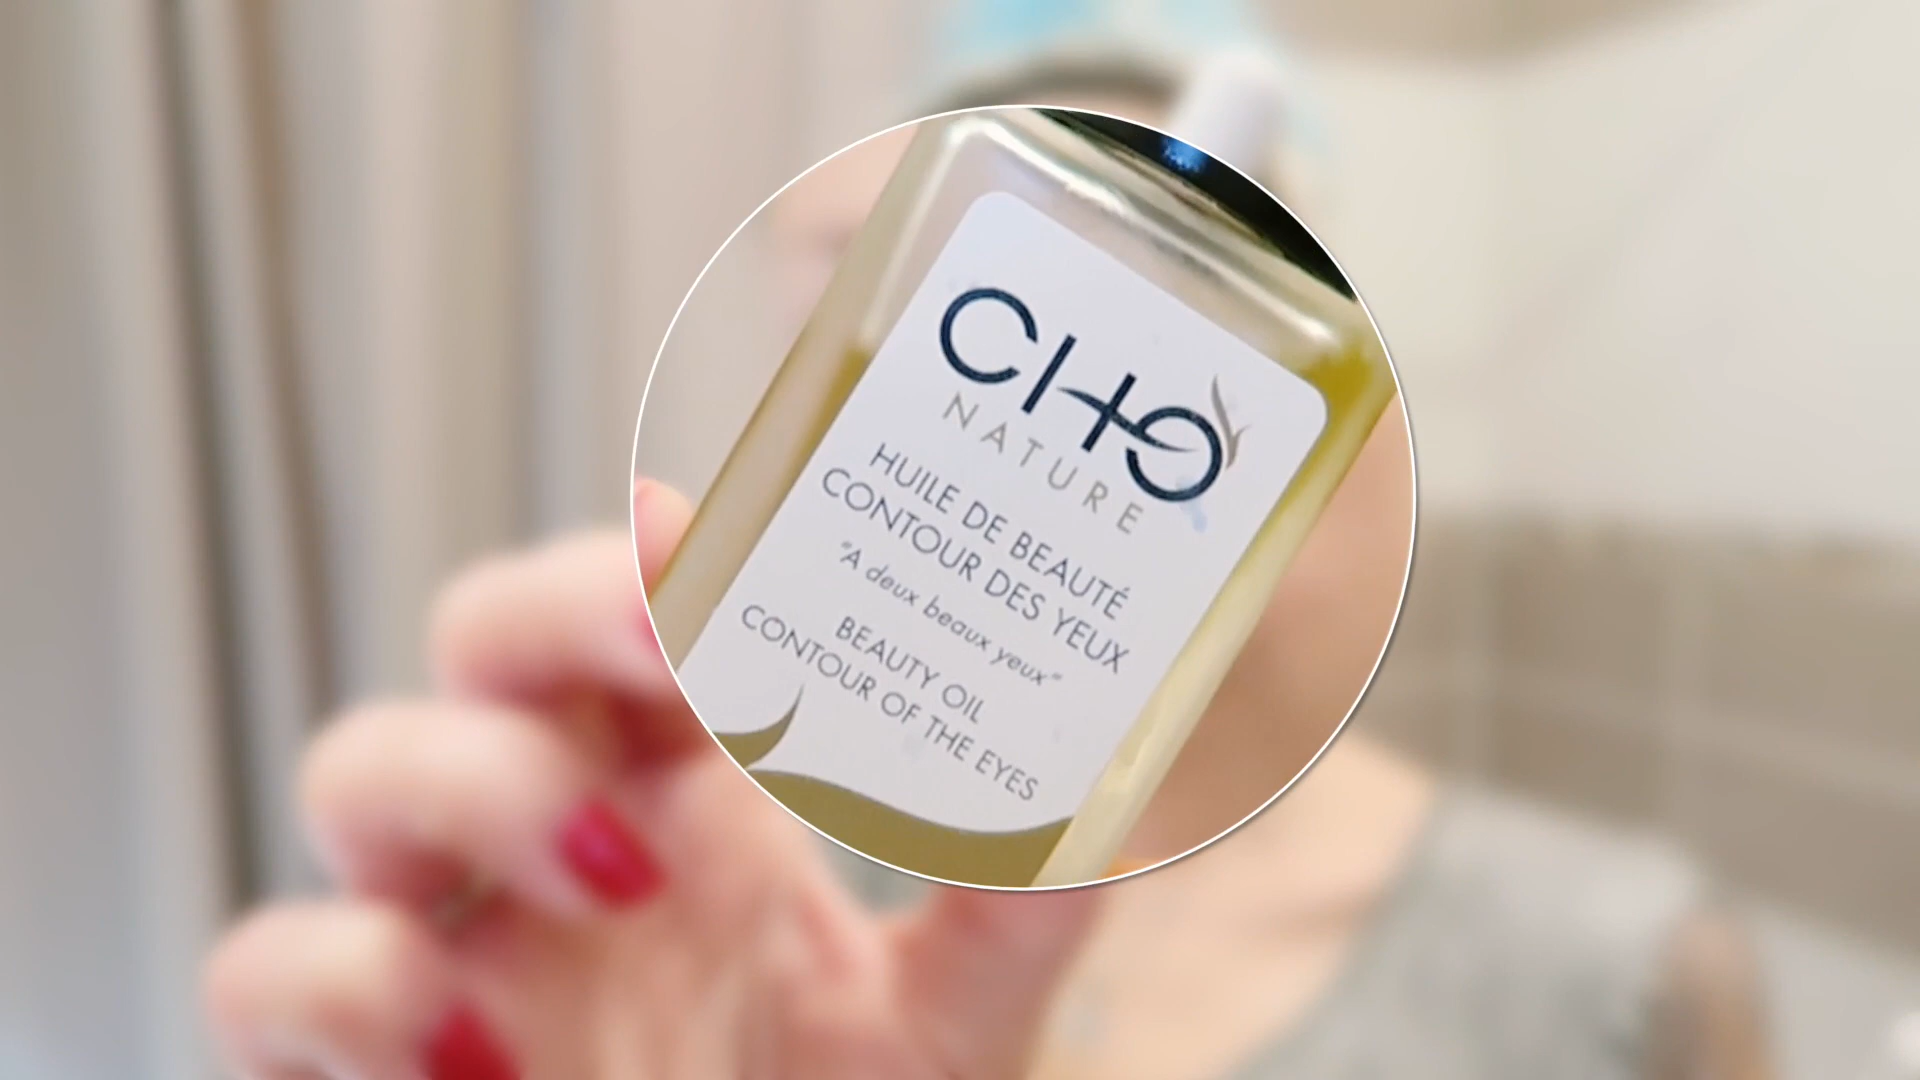 CHO
NATURE
HUILE DE BEAUTÉ
CONTOUR DES YEUX
"A deux beaux yeux"
BEAUTY OIL
CONTOUR OF THE EYES